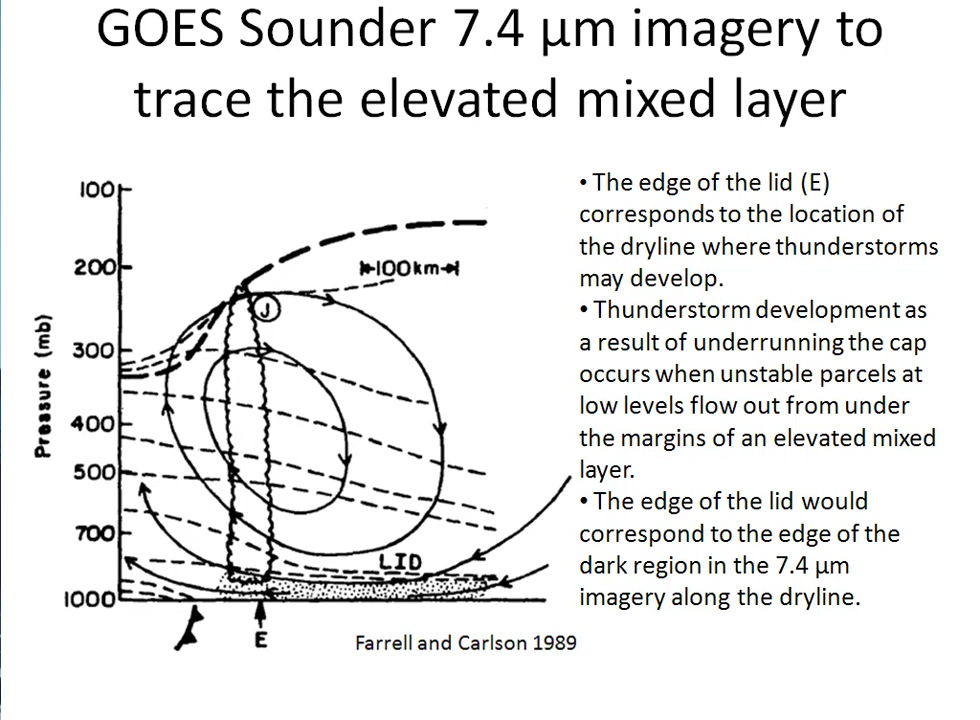 GOES Sounder 7.4 µm imagery to
trace the elevated mixed layer
100
200
300
400
500
700
1000
Pressure (mb)
100km
J
LID
E
Farrell and Carlson 1989
• The edge of the lid (E)
corresponds to the location of
the dryline where thunderstorms
may develop.
• Thunderstorm development as
a result of underrunning the cap
occurs when unstable parcels at
low levels flow out from under
the margins of an elevated mixed
layer.
• The edge of the lid would
correspond to the edge of the
dark region in the 7.4 µm
imagery along the dryline.